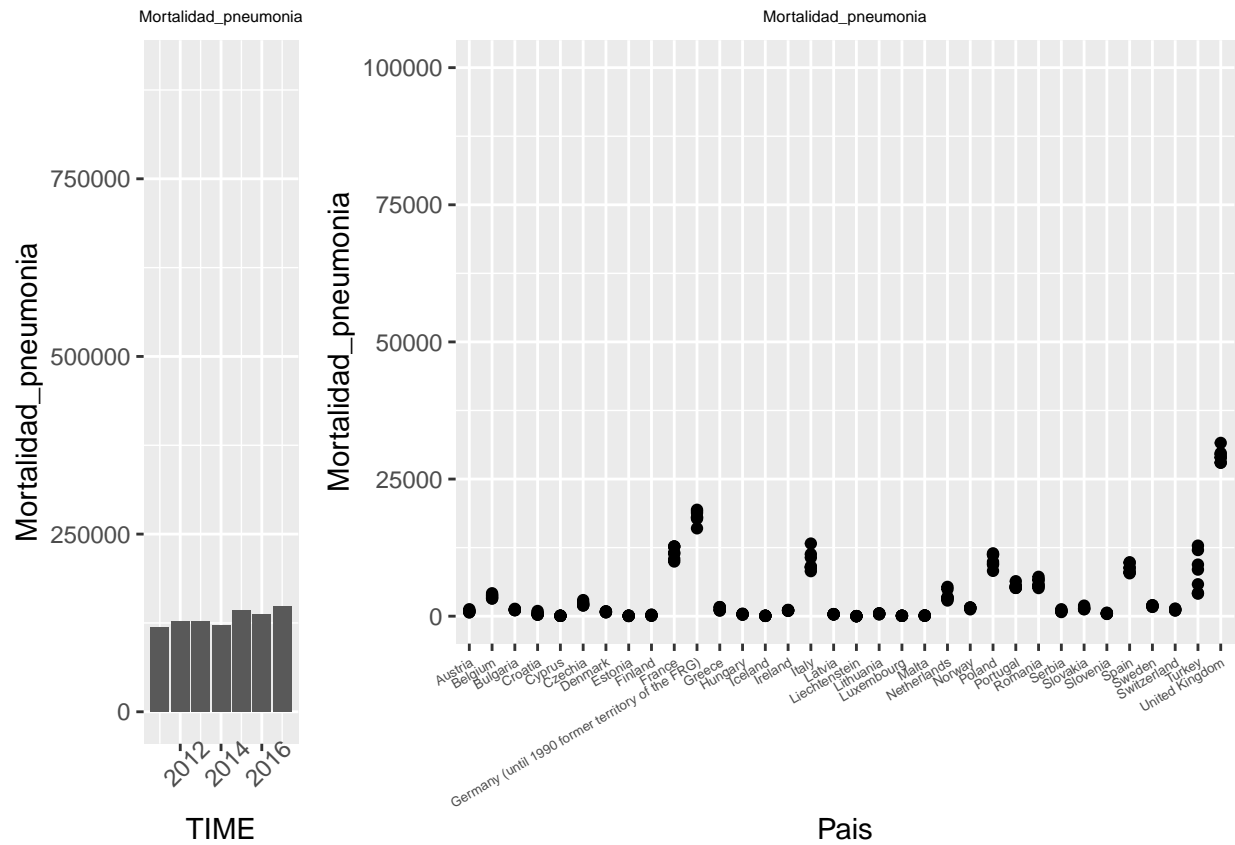 Mortalidad_pneumonia
Mortalidad_pneumonia
750000
500000
250000
0
2012
2014
2016
TIME
Mortalidad_pneumonia
Mortalidad_pneumonia
100000
75000
50000
25000
0
Austria
Belgium
Bulgaria
Croatia
Cyprus
Czechia
Denmark
Estonia
Finland
France
Germany (until 1990 former territory of the FRG)
Greece
Hungary
Iceland
Ireland
Italy
Latvia
Liechtenstein
Lithuania
Luxembourg
Malta
Netherlands
Norway
Poland
Portugal
Romania
Serbia
Slovakia
Slovenia
Spain
Sweden
Switzerland
Turkey
United Kingdom
Pais